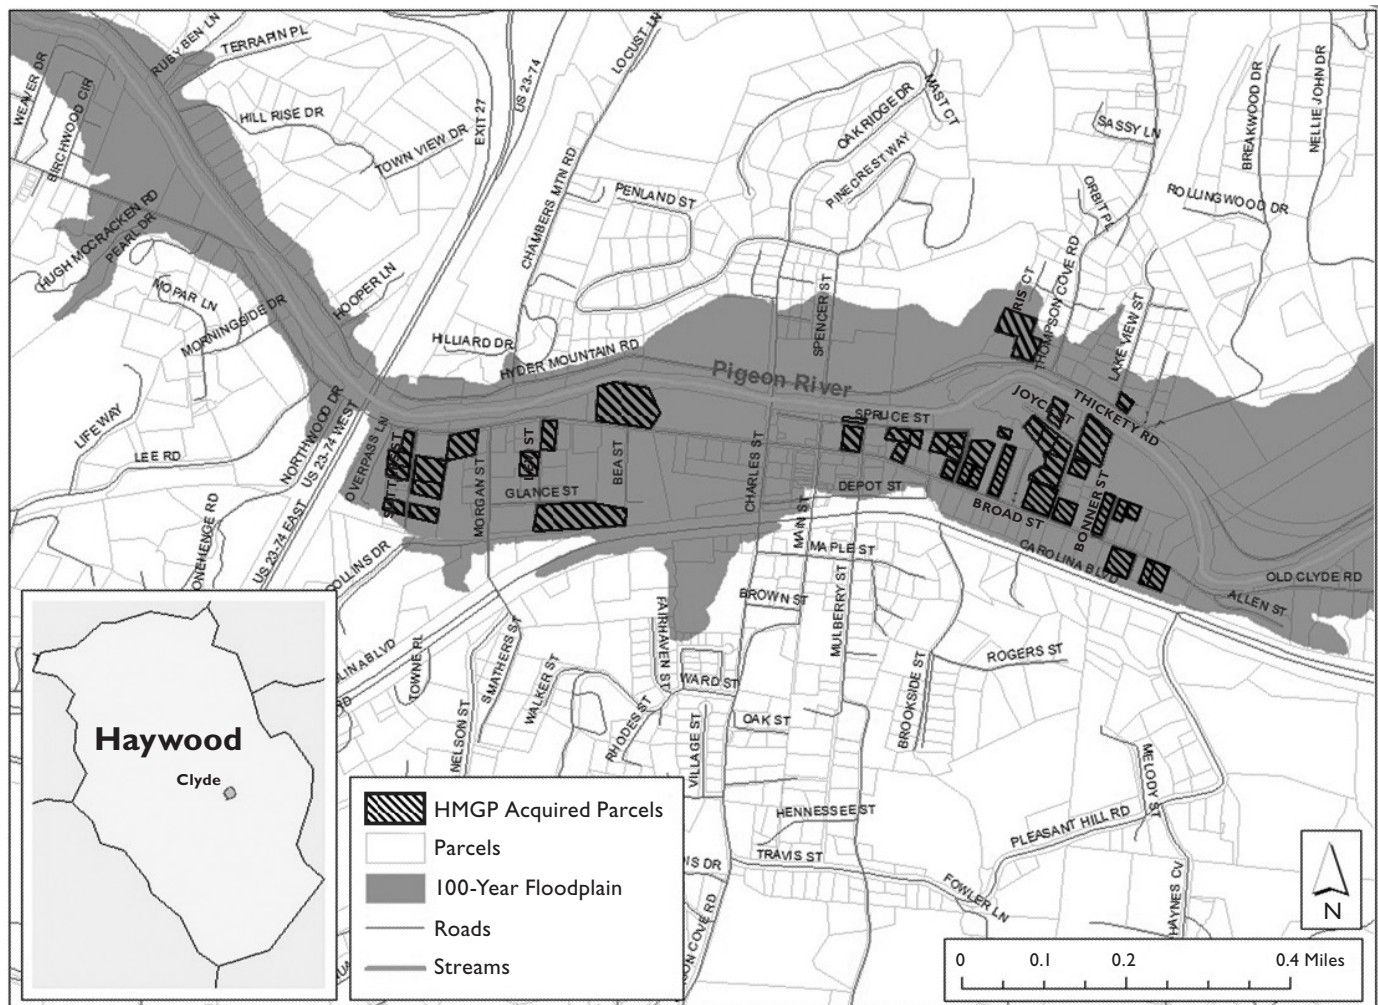 RUBY BEN LN
TERRAPIN PL
LOCUST LN
WEAVER DR
BIRCHWOOD CIR
HILL RISE DR
TOWN VIEW DR
EXIT 27
US 23-74
OAK RIDGE DR
MAST CT
SASSY LN
BREAKWOOD DR
NELLIE JOHN DR
PINECREST WAY
PENLAND ST
CHAMBERS MTN RD
ORBIT PL
ROLLINGWOOD DR
HUGH MCCRACKEN RD
PEARL DR
MOPAR LN
MORNINGSIDE DR
HOOPER LN
HILLIARD DR
HYDER MOUNTAIN RD
SPENCER ST
THOMPSON COVE RD
LAKE VIEW ST
Pigeon River
JOYCE ST
THICKETY RD
SPRUCE ST
LIFE WAY
LEE RD
NORTHWOOD DR
US 23-74 WEST
OVERPASS LN
MORGAN ST
BEA ST
GLANCE ST
CHARLES ST
DEPOT ST
MAIN ST
BROAD ST
BONNER ST
CAROLINA BLVD
OLD CLYDE RD
ALLEN ST
US 23-74 EAST
MAPLE ST
BROWN ST
MULBERRY ST
FAIRHAVEN ST
SMATHERS ST
TOWNE PL
WALKER ST
WARD ST
RHODES ST
NELSON ST
VILLAGE ST
OAK ST
BROOKSIDE ST
ROGERS ST
MELODY ST
HENNESSEE ST
PLEASANT HILL RD
TRAVIS ST
FOWLER LN
HAYNES CV
Haywood
Clyde
HMGP Acquired Parcels
Parcels
100-Year Floodplain
Roads
Streams
N
0 0.1 0.2 0.4 Miles